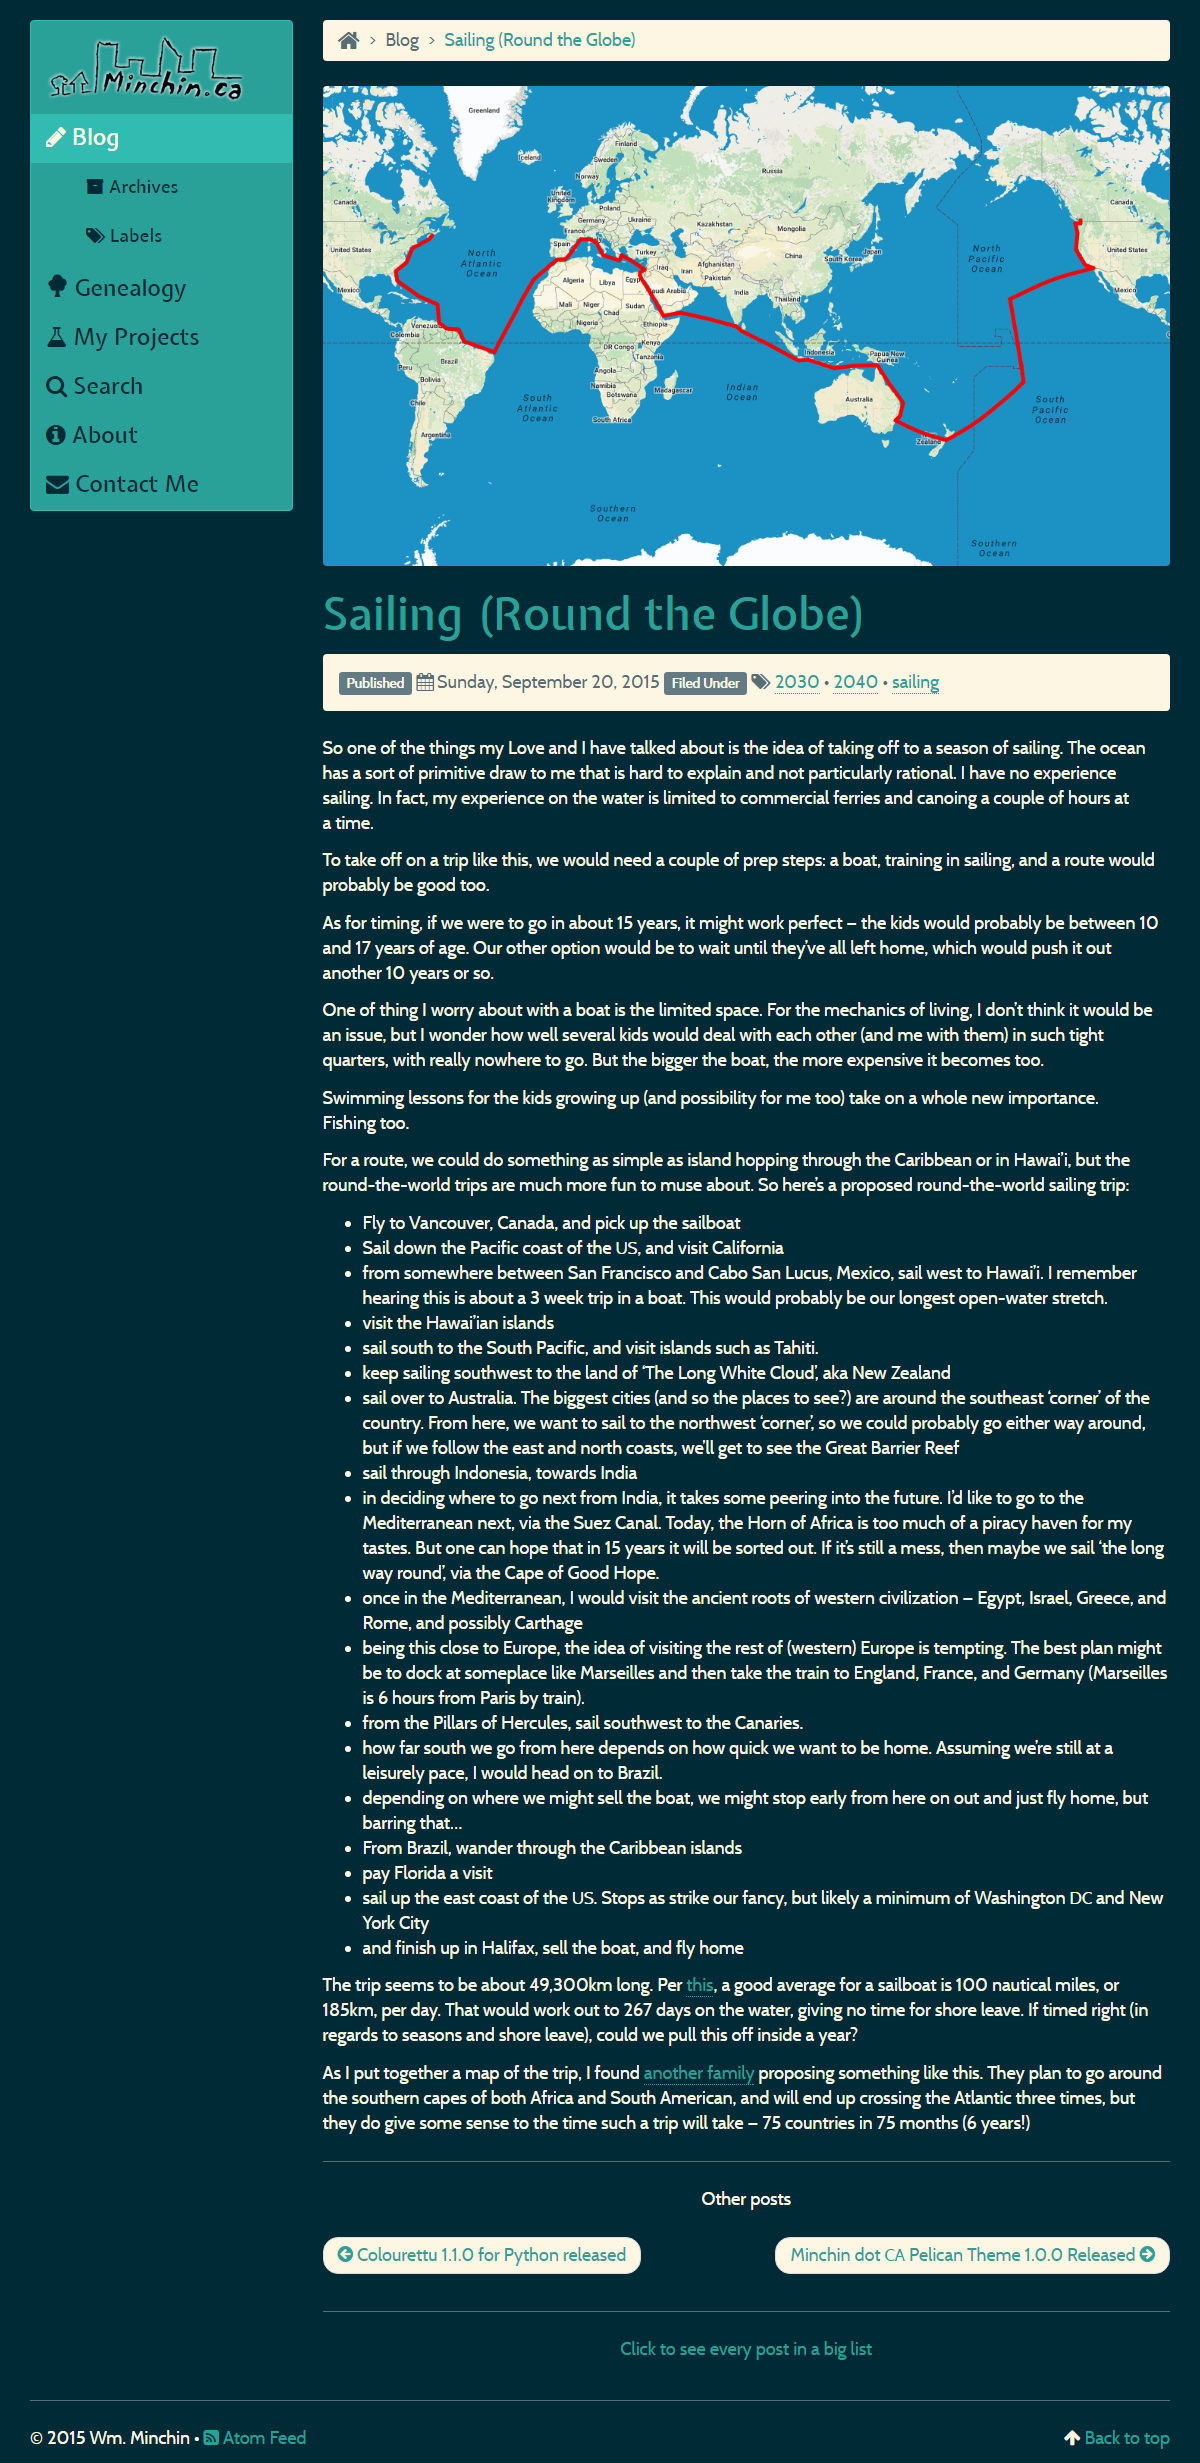 Minchin.ca
Blog
Archives
Labels
Genealogy
My Projects
Search
About
Contact Me
> Blog > Sailing (Round the Globe)
Greenland
Iceland
Finland
Sweden
Norway
Russia
Canada
United Kingdom
Poland
Germany
Ukraine
France
Kazakhstan
Mongolia
Spain
Turkey
United States
North Atlantic Ocean
Afghanistan
China
South Korea
Japan
North Pacific Ocean
Canada
United States
Iraq
Iran
Pakistan
Algeria
Libya
Egypt
Saudi Arabia
India
Mexico
Mexico
Mali
Niger
Sudan
Chad
Thailand
Nigeria
Ethiopia
Venezuela
Colombia
DR Congo
Kenya
Tanzania
Indonesia
Papua New Guinea
Brazil
Peru
Bolivia
Angola
Namibia
Botswana
Madagascar
Indian Ocean
Chile
South Atlantic Ocean
South Africa
Australia
South Pacific Ocean
Argentina
Zealand
Southern Ocean
Southern Ocean
Sailing (Round the Globe)
Published Sunday, September 20, 2015 Filed Under 2030 • 2040 • sailing
So one of the things my Love and I have talked about is the idea of taking off to a season of sailing. The ocean
has a sort of primitive draw to me that is hard to explain and not particularly rational. I have no experience
sailing. In fact, my experience on the water is limited to commercial ferries and canoing a couple of hours at
a time.
To take off on a trip like this, we would need a couple of prep steps: a boat, training in sailing, and a route would
probably be good too.
As for timing, if we were to go in about 15 years, it might work perfect – the kids would probably be between 10
and 17 years of age. Our other option would be to wait until they’ve all left home, which would push it out
another 10 years or so.
One of thing I worry about with a boat is the limited space. For the mechanics of living, I don’t think it would be
an issue, but I wonder how well several kids would deal with each other (and me with them) in such tight
quarters, with really nowhere to go. But the bigger the boat, the more expensive it becomes too.
Swimming lessons for the kids growing up (and possibility for me too) take on a whole new importance.
Fishing too.
For a route, we could do something as simple as island hopping through the Caribbean or in Hawai’i, but the
round-the-world trips are much more fun to muse about. So here’s a proposed round-the-world sailing trip:
• Fly to Vancouver, Canada, and pick up the sailboat
• Sail down the Pacific coast of the US, and visit California
• from somewhere between San Francisco and Cabo San Lucus, Mexico, sail west to Hawai’i. I remember
hearing this is about a 3 week trip in a boat. This would probably be our longest open-water stretch.
• visit the Hawai’ian islands
• sail south to the South Pacific, and visit islands such as Tahiti.
• keep sailing southwest to the land of ‘The Long White Cloud’, aka New Zealand
• sail over to Australia. The biggest cities (and so the places to see?) are around the southeast ‘corner’ of the
country. From here, we want to sail to the northwest ‘corner’, so we could probably go either way around,
but if we follow the east and north coasts, we’ll get to see the Great Barrier Reef
• sail through Indonesia, towards India
• in deciding where to go next from India, it takes some peering into the future. I’d like to go to the
Mediterranean next, via the Suez Canal. Today, the Horn of Africa is too much of a piracy haven for my
tastes. But one can hope that in 15 years it will be sorted out. If it’s still a mess, then maybe we sail ‘the long
way round’, via the Cape of Good Hope.
• once in the Mediterranean, I would visit the ancient roots of western civilization – Egypt, Israel, Greece, and
Rome, and possibly Carthage
• being this close to Europe, the idea of visiting the rest of (western) Europe is tempting. The best plan might
be to dock at someplace like Marseilles and then take the train to England, France, and Germany (Marseilles
is 6 hours from Paris by train).
• from the Pillars of Hercules, sail southwest to the Canaries.
• how far south we go from here depends on how quick we want to be home. Assuming we’re still at a
leisurely pace, I would head on to Brazil.
• depending on where we might sell the boat, we might stop early from here on out and just fly home, but
barring that…
• From Brazil, wander through the Caribbean islands
• pay Florida a visit
• sail up the east coast of the US. Stops as strike our fancy, but likely a minimum of Washington DC and New
York City
• and finish up in Halifax, sell the boat, and fly home
The trip seems to be about 49,300km long. Per this, a good average for a sailboat is 100 nautical miles, or
185km, per day. That would work out to 267 days on the water, giving no time for shore leave. If timed right (in
regards to seasons and shore leave), could we pull this off inside a year?
As I put together a map of the trip, I found another family proposing something like this. They plan to go around
the southern capes of both Africa and South American, and will end up crossing the Atlantic three times, but
they do give some sense to the time such a trip will take – 75 countries in 75 months (6 years!)
Other posts
Colourettu 1.1.0 for Python released
Minchin dot CA Pelican Theme 1.0.0 Released
Click to see every post in a big list
© 2015 Wm. Minchin • Atom Feed
Back to top